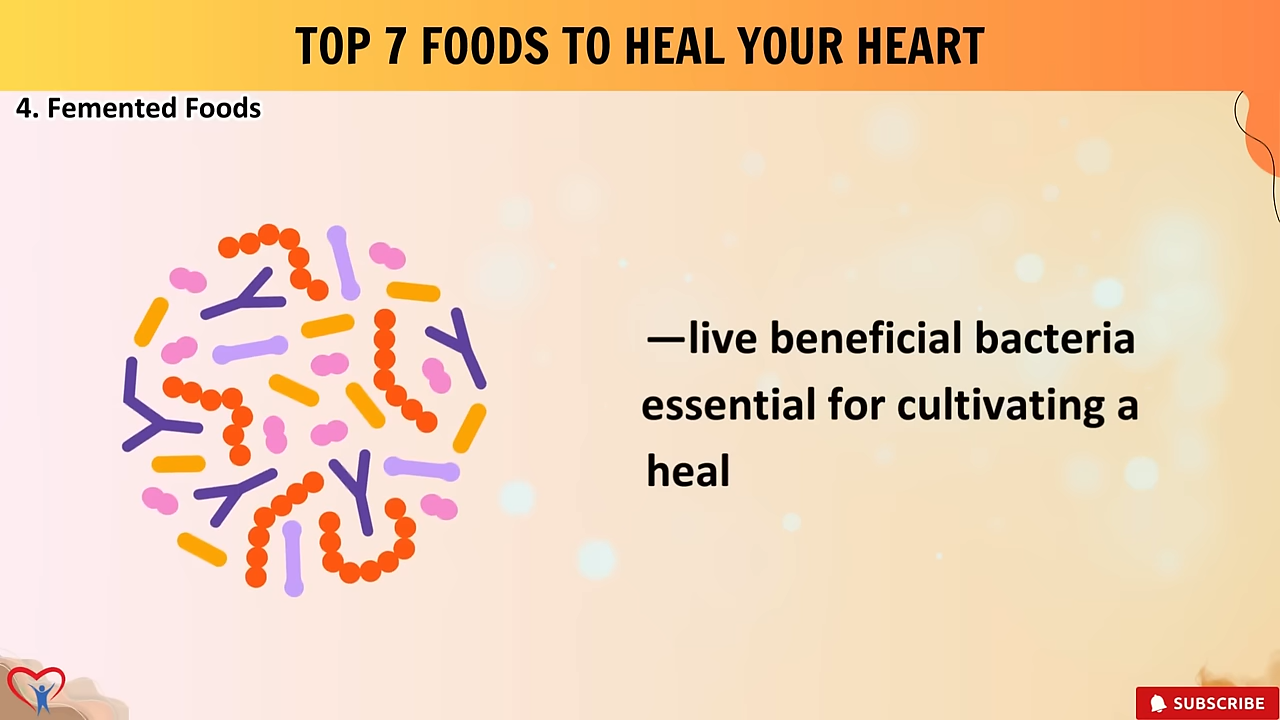 TOP 7 FOODS TO HEAL YOUR HEART
4. Femented Foods
—live beneficial bacteria
essential for cultivating a
heal
SUBSCRIBE